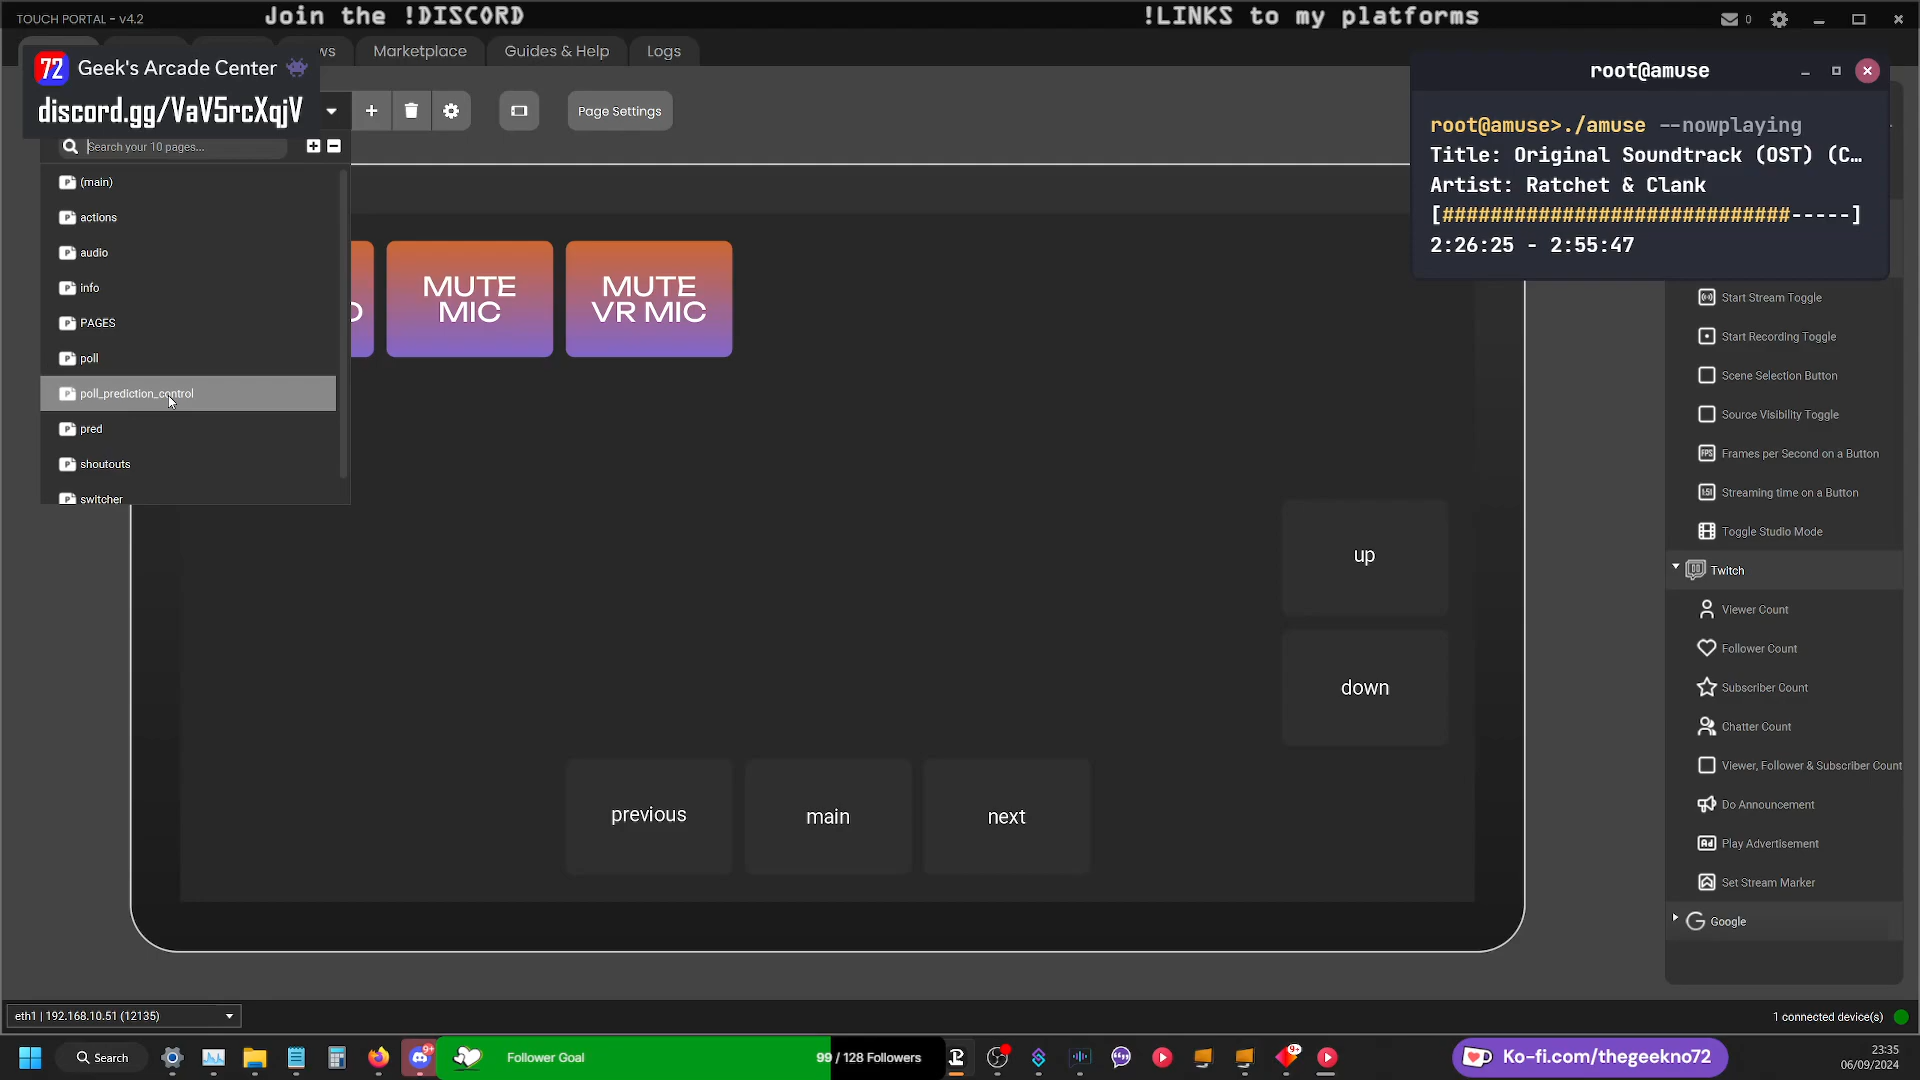 TOUCH PORTAL - v4.2
Join the !DISCORD
!LINKS to my platforms
0
Marketplace
Guides & Help
Logs
72 Geek's Arcade Center
discord.gg/VaV5rcXqjV
Page Settings
Search your 10 pages...
(main)
actions
audio
info
PAGES
poll
poll_prediction_control
pred
shoutouts
switcher
MUTE
MIC
MUTE
VR MIC
up
down
previous
main
next
root@amuse
root@amuse>./amuse --nowplaying
Title: Original Soundtrack (OST) (C…
Artist: Ratchet & Clank
[#############################-----]
2:26:25 - 2:55:47
Start Stream Toggle
Start Recording Toggle
Scene Selection Button
Source Visibility Toggle
FPS Frames per Second on a Button
Streaming time on a Button
Toggle Studio Mode
Twitch
Viewer Count
Follower Count
Subscriber Count
Chatter Count
Viewer, Follower & Subscriber Count
Do Announcement
Ad Play Advertisement
Set Stream Marker
Google
eth1 | 192.168.10.51 (12135)
1 connected device(s)
Search
9+
Follower Goal
99 / 128 Followers
9+
Ko-fi.com/thegeekno72
23:35
06/09/2024